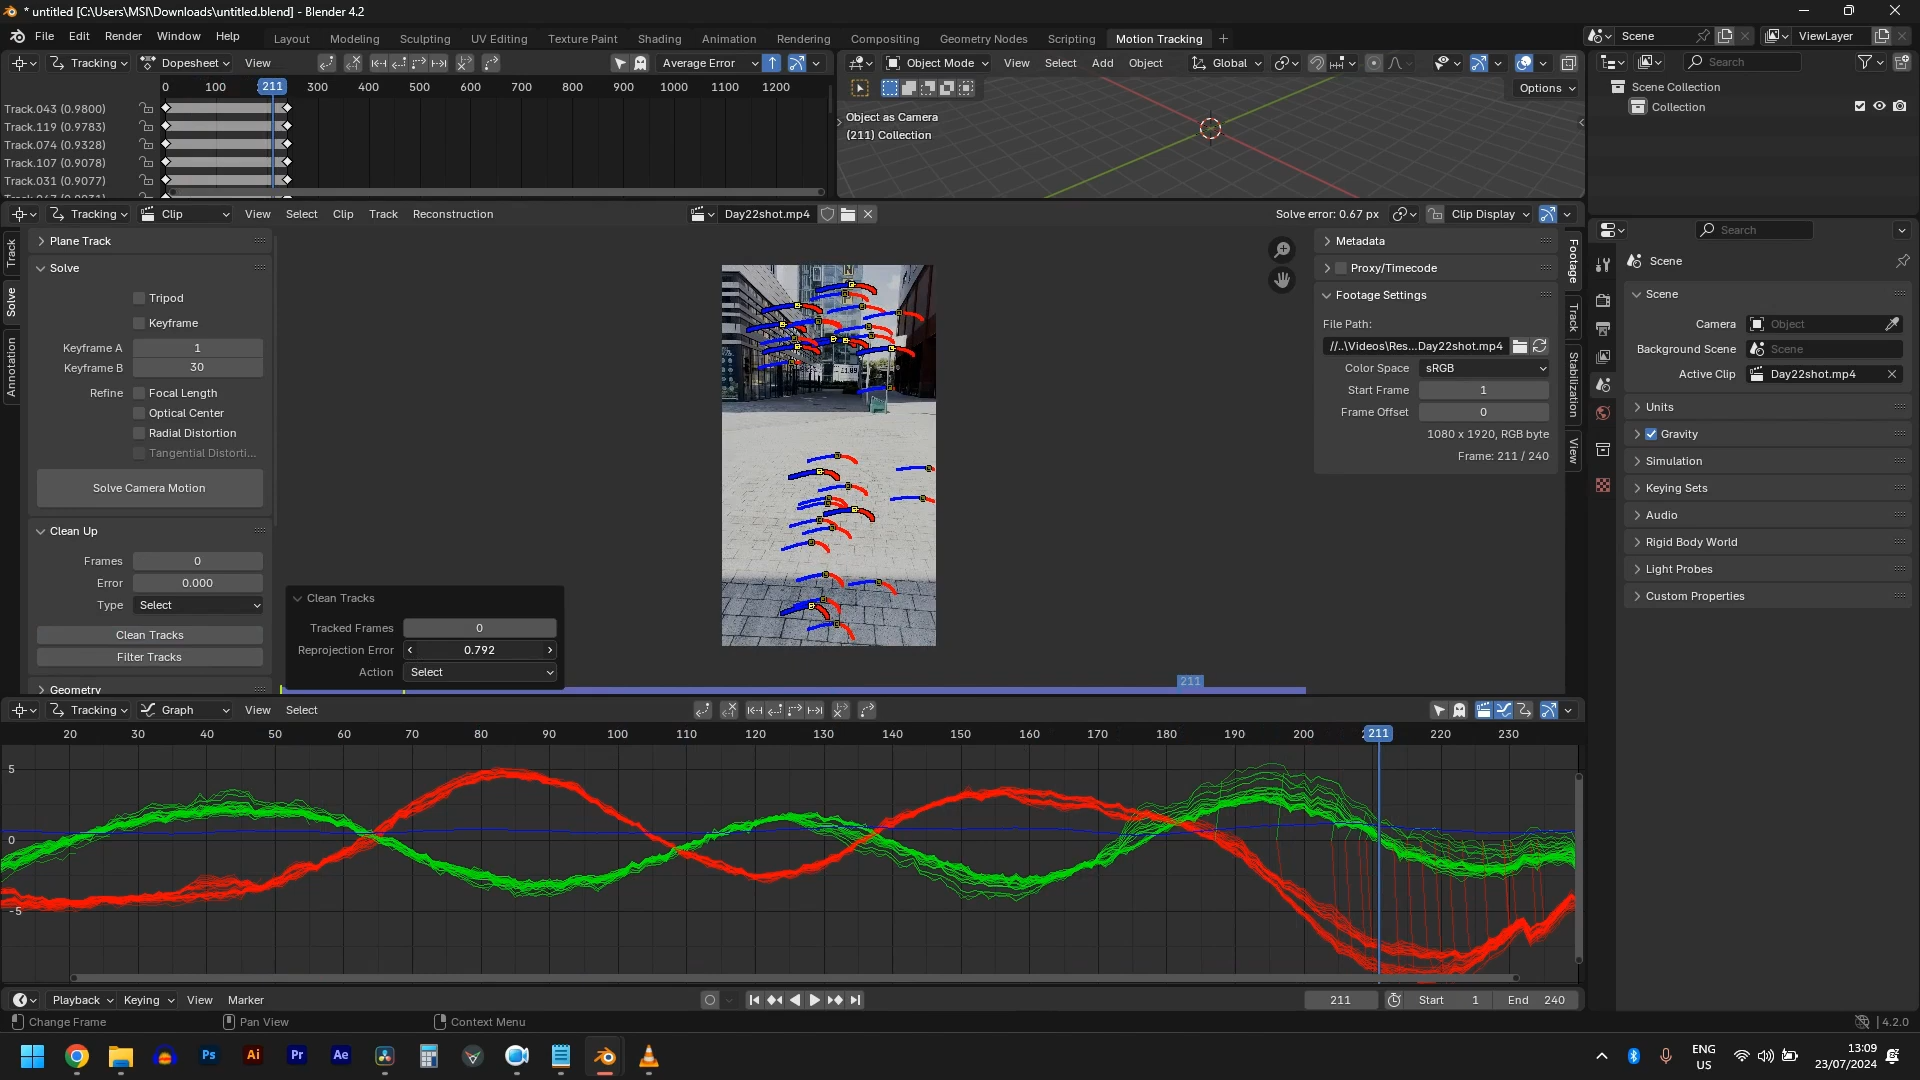 * untitled [C:\Users\MSI\Downloads\untitled.blend] - Blender 4.2
File Edit Render Window Help
Layout Modeling Sculpting UV Editing Texture Paint Shading Animation Rendering Compositing Geometry Nodes Scripting Motion Tracking +
Scene
ViewLayer
Tracking Dopesheet View
Average Error
Object Mode View Select Add Object Global
Search
0 100 211 300 400 500 600 700 800 900 1000 1100 1200
Options
Scene Collection
Collection
Track.043 (0.9800)
Track.119 (0.9783)
Track.074 (0.9328)
Track.107 (0.9078)
Track.031 (0.9077)
Object as Camera
(211) Collection
Tracking Clip View Select Clip Track Reconstruction
Day22shot.mp4
Solve error: 0.67 px
Clip Display
Track
Solve
Annotation
Plane Track
Solve
Tripod
Keyframe
Keyframe A 1
Keyframe B 30
Refine Focal Length
Optical Center
Radial Distortion
Tangential Distorti...
Solve Camera Motion
Clean Up
Frames 0
Error 0.000
Type Select
Clean Tracks
Filter Tracks
Geometry
Clean Tracks
Tracked Frames 0
Reprojection Error 0.792
Action Select
211
Metadata
Proxy/Timecode
Footage Settings
File Path:
//..\Videos\Res...Day22shot.mp4
Color Space sRGB
Start Frame 1
Frame Offset 0
1080 x 1920, RGB byte
Frame: 211 / 240
Footage
Track
Stabilization
View
Search
Scene
Scene
Camera Object
Background Scene Scene
Active Clip Day22shot.mp4
Units
Gravity
Simulation
Keying Sets
Audio
Rigid Body World
Light Probes
Custom Properties
Tracking Graph View Select
20 30 40 50 60 70 80 90 100 110 120 130 140 150 160 170 180 190 200 211 220 230
5
0
-5
Playback Keying View Marker
211 Start 1 End 240
Change Frame Pan View Context Menu
4.2.0
Ps Ai Pr Ae
ENG
US
13:09
23/07/2024